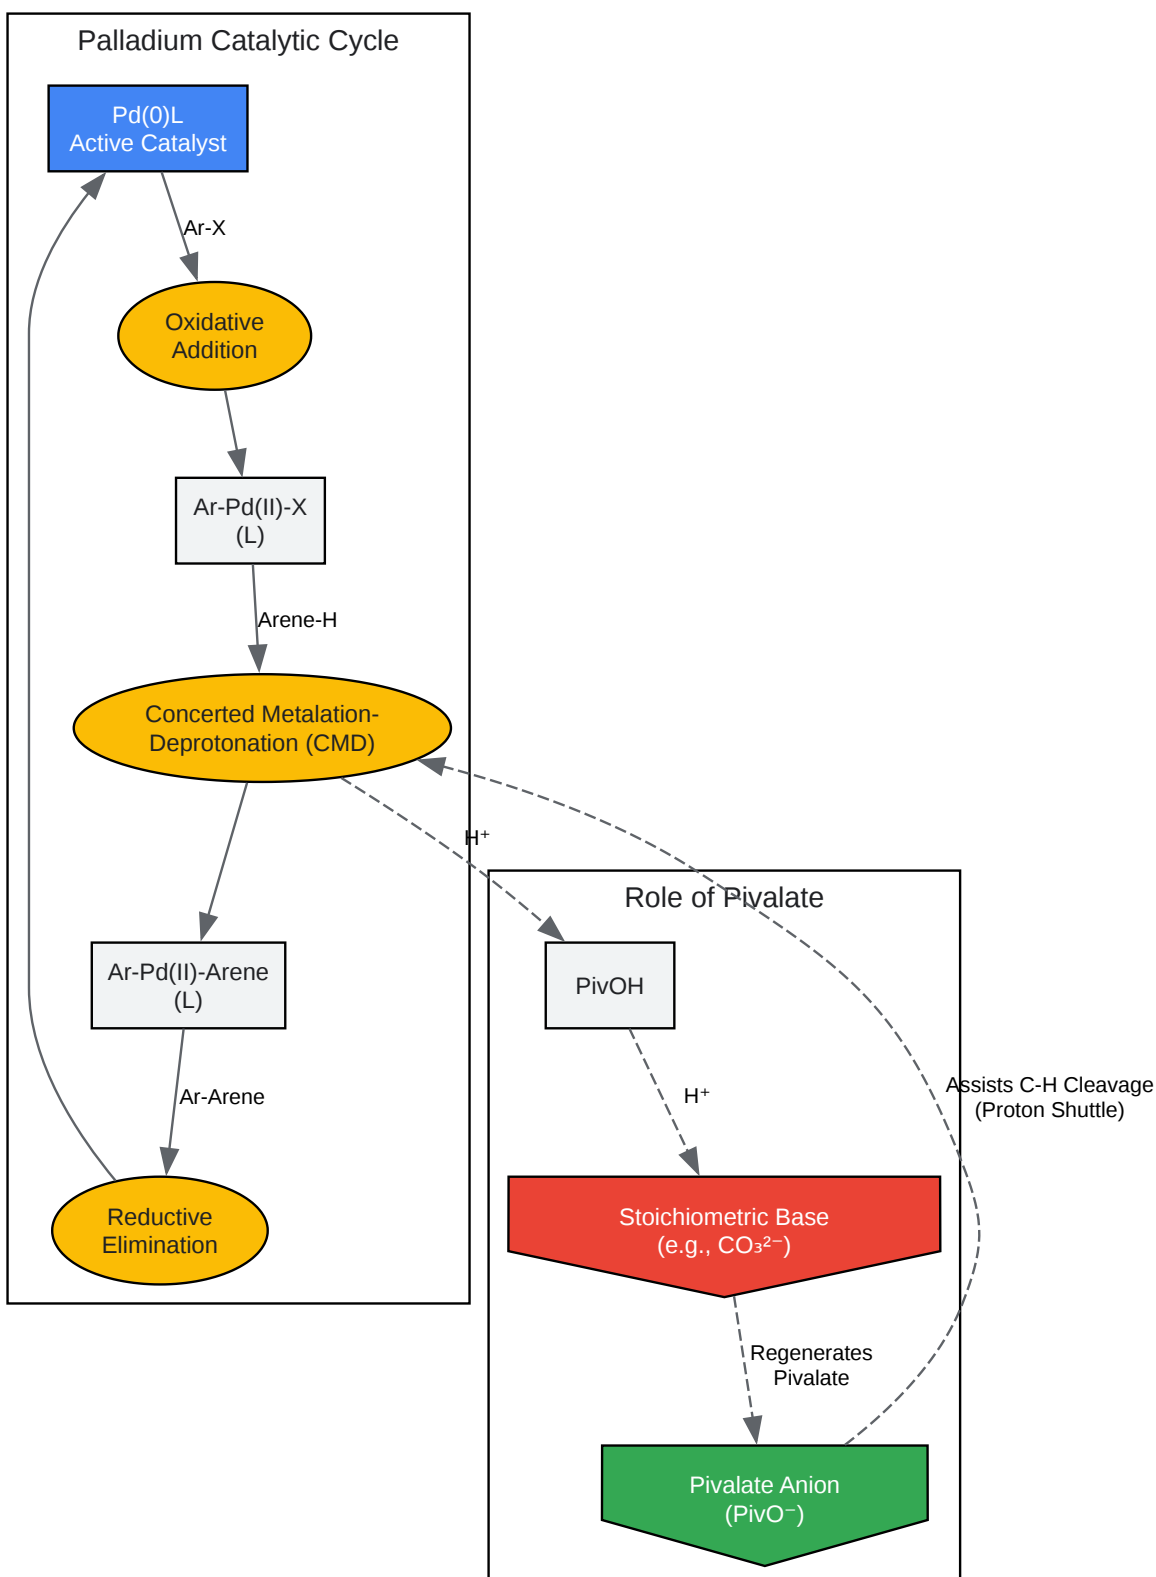 Palladium Catalytic Cycle
Pd(0)L
Active Catalyst
Ar-X
Oxidative
Addition
Ar-Pd(II)-X
(L)
Arene-H
Concerted Metalation-
Deprotonation (CMD)
H⁺
Role of Pivalate
Ar-Pd(II)-Arene
(L)
PivOH
Ar-Arene
H⁺
Assists C-H Cleavage
(Proton Shuttle)
Reductive
Elimination
Stoichiometric Base
(e.g., CO₃²⁻)
Regenerates
Pivalate
Pivalate Anion
(PivO⁻)